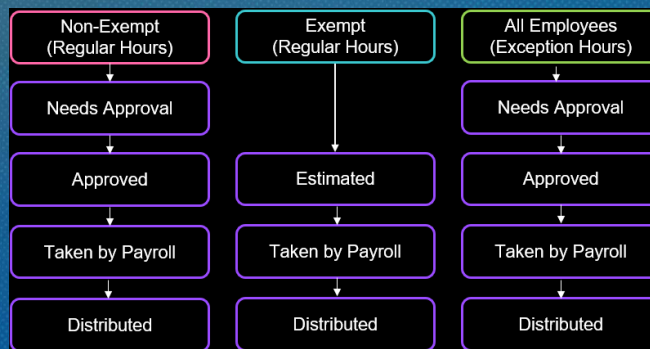 Non-Exempt
(Regular Hours)
Needs Approval
Approved
Taken by Payroll
Distributed
Exempt
(Regular Hours)
Estimated
Taken by Payroll
Distributed
All Employees
(Exception Hours)
Needs Approval
Approved
Taken by Payroll
Distributed